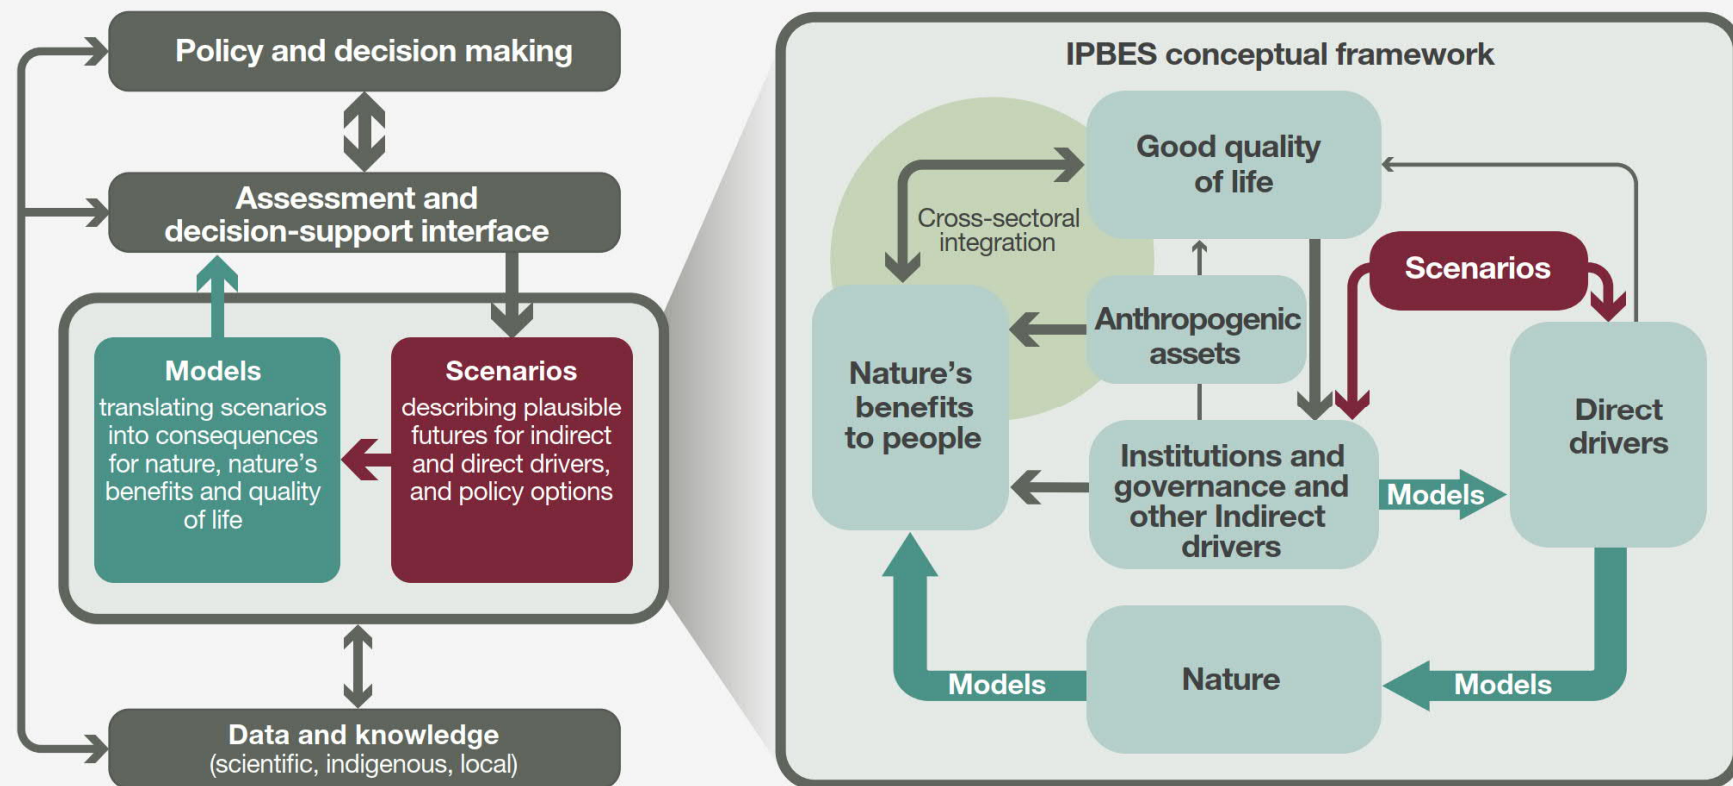 Policy and decision making
Assessment and
decision-support interface
Models
translating scenarios
into consequences
for nature, nature's
benefits and quality
of life
Scenarios
describing plausible
futures for indirect
and direct drivers,
and policy options
Data and knowledge
(scientific, indigenous, local)
IPBES conceptual framework
Good quality
of life
Cross-sectoral
integration
Scenarios
Anthropogenic
assets
Nature's
benefits
to people
Direct
drivers
Institutions and
governance and
other Indirect
drivers
Models
Nature
Models
Models